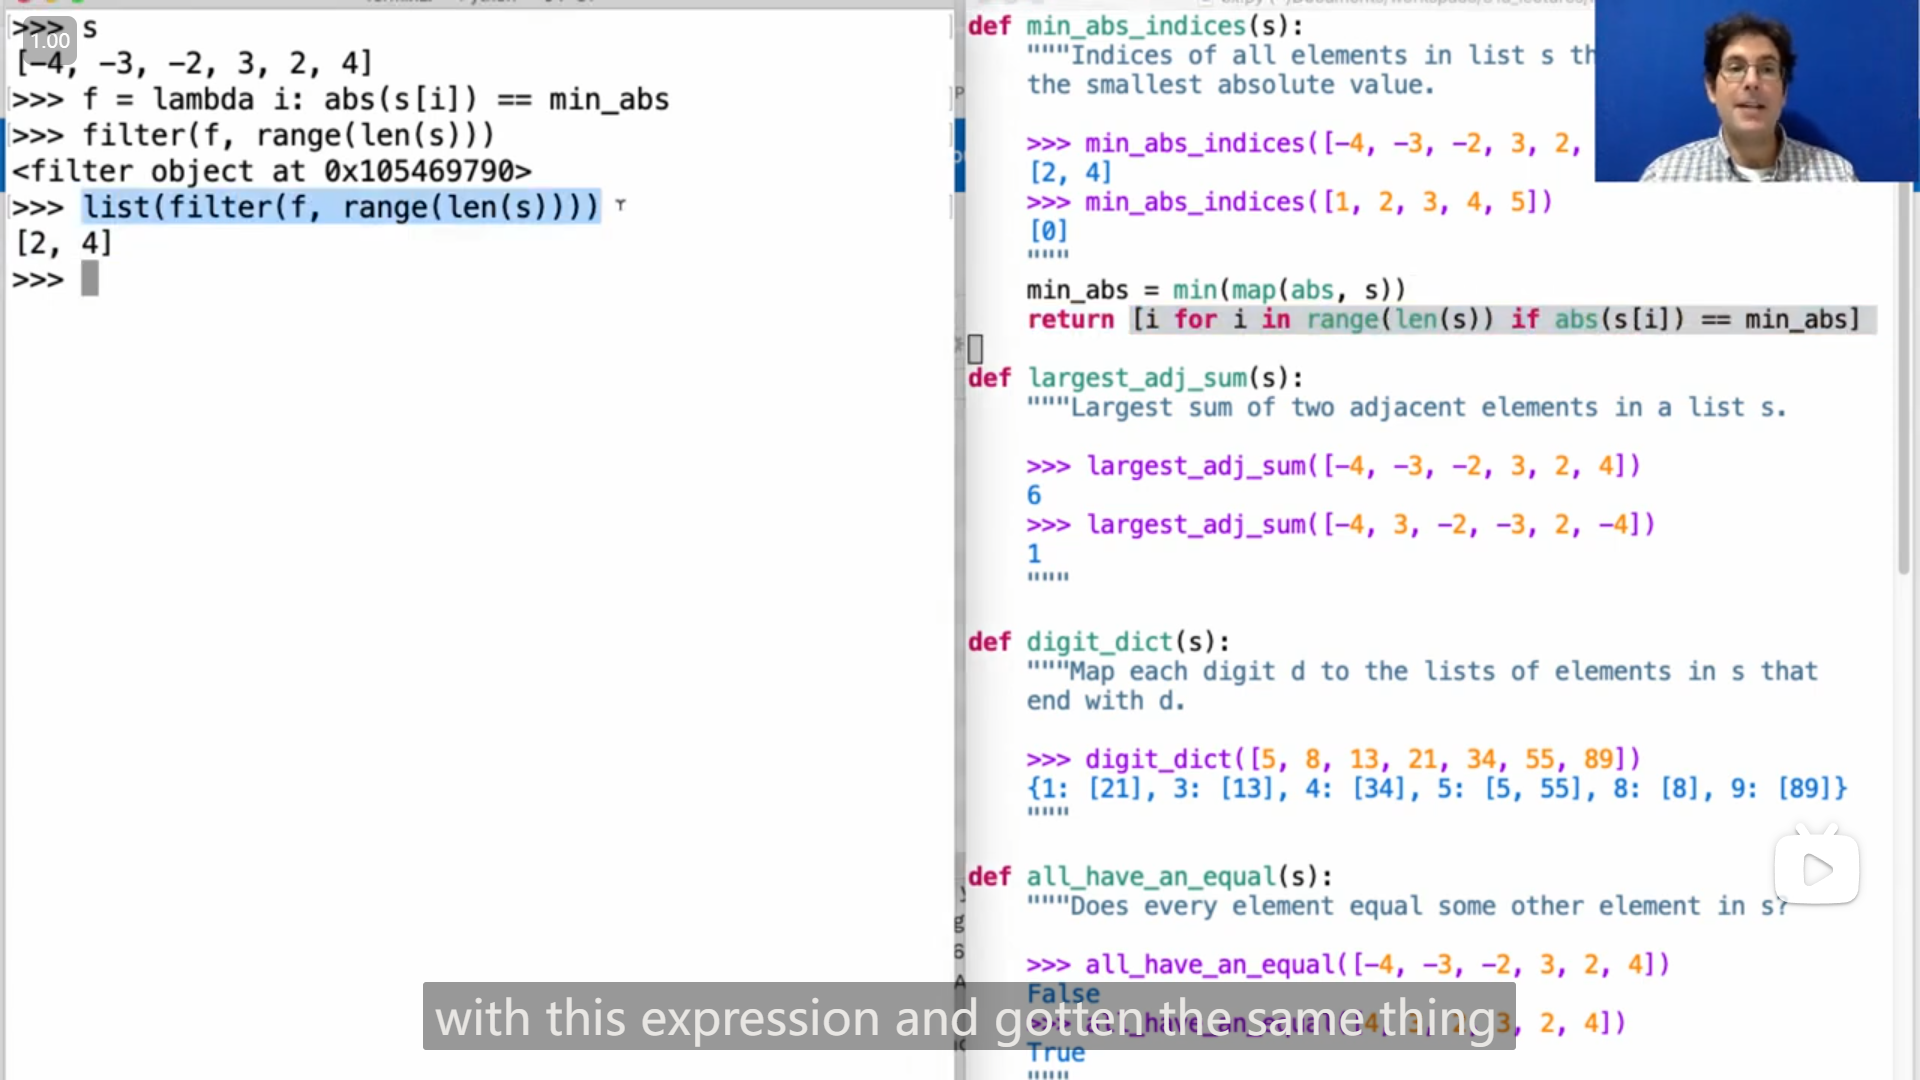 >>> s
1.00
[-4, -3, -2, 3, 2, 4]
>>> f = lambda i: abs(s[i]) == min_abs
>>> filter(f, range(len(s)))
<filter object at 0x105469790>
>>> list(filter(f, range(len(s))))
[2, 4]
>>>
def min_abs_indices(s):
"""Indices of all elements in list s
the smallest absolute value.
>>> min_abs_indices([-4, -3, -2, 3, 2,
[2, 4]
>>> min_abs_indices([1, 2, 3, 4, 5])
[0]
"""
min_abs = min(map(abs, s))
return [i for i in range(len(s)) if abs(s[i]) == min_abs]
def largest_adj_sum(s):
"""Largest sum of two adjacent elements in a list s.
>>> largest_adj_sum([-4, -3, -2, 3, 2, 4])
6
>>> largest_adj_sum([-4, 3, -2, -3, 2, -4])
1
"""
def digit_dict(s):
"""Map each digit d to the lists of elements in s that
end with d.
>>> digit_dict([5, 8, 13, 21, 34, 55, 89])
{1: [21], 3: [13], 4: [34], 5: [5, 55], 8: [8], 9: [89]}
"""
def all_have_an_equal(s):
"""Does every element equal some other element in s?
>>> all_have_an_equal([-4, -3, -2, 3, 2, 4])
False
, 2, 4])
True
"""
with this expression and gotten the same thing